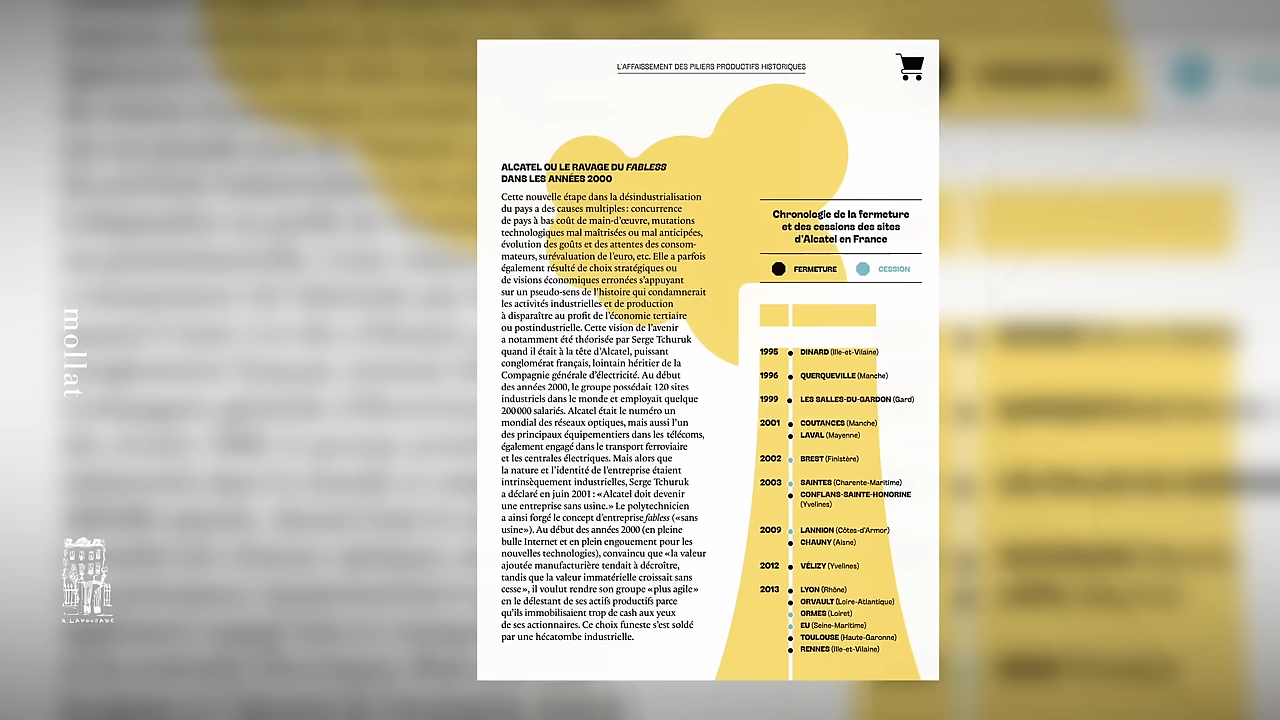 L'AFFAISSEMENT DES PILIERS PRODUCTIFS HISTORIQUES
ALCATEL OU LE RAVAGE DU FABLESS
DANS LES ANNÉES 2000
Cette nouvelle étape dans la désindustrialisation
du pays a des causes multiples : concurrence
de pays à bas coût de main-d'œuvre, mutations
technologiques mal maîtrisées ou mal anticipées,
évolution des goûts et des attentes des consom-
mateurs, surévaluation de l'euro, etc. Elle a parfois
également résulté de choix stratégiques ou
de visions économiques erronées s'appuyant
sur un pseudo-sens de l'histoire qui condamnerait
les activités industrielles et de production
à disparaître au profit de l'économie tertiaire
ou postindustrielle. Cette vision de l'avenir
a notamment été théorisée par Serge Tchuruk
quand il était à la tête d'Alcatel, puissant
conglomérat français, lointain héritier de la
Compagnie générale d'électricité. Au début
des années 2000, le groupe possédait 120 sites
industriels dans le monde et employait quelque
200 000 salariés. Alcatel était le numéro un
mondial des réseaux optiques, mais aussi l'un
des principaux équipementiers dans les télécoms,
également engagé dans le transport ferroviaire
et les centrales électriques. Mais alors que
la nature et l'identité de l'entreprise étaient
intrinsèquement industrielles, Serge Tchuruk
a déclaré en juin 2001 : « Alcatel doit devenir
une entreprise sans usine. » Le polytechnicien
a ainsi forgé le concept d'entreprise fabless (« sans
usine »). Au début des années 2000 (en pleine
bulle Internet et en plein engouement pour les
nouvelles technologies), convaincu que « la valeur
ajoutée manufacturière tendait à décroître,
tandis que la valeur immatérielle croissait sans
cesse », il voulut rendre son groupe « plus agile »
en le délestant de ses actifs productifs parce
qu'ils immobilisaient trop de cash aux yeux
de ses actionnaires. Ce choix funeste s'est soldé
par une hécatombe industrielle.
Chronologie de la fermeture
et des cessions des sites
d'Alcatel en France
FERMETURE CESSION
1995 DINARD (Ille-et-Vilaine)
1996 QUERQUEVILLE (Manche)
1999 LES SALLES-DU-GARDON (Gard)
2001 COUTANCES (Manche)
LAVAL (Mayenne)
2002 BREST (Finistère)
2003 SAINTES (Charente-Maritime)
CONFLANS-SAINTE-HONORINE
(Yvelines)
2009 LANNION (Côtes-d'Armor)
CHAUNY (Aisne)
2012 VÉLIZY (Yvelines)
2013 LYON (Rhône)
ORVAULT (Loire-Atlantique)
ORMES (Loiret)
EU (Seine-Maritime)
TOULOUSE (Haute-Garonne)
RENNES (Ille-et-Vilaine)
mollat
R. LAPOUJADE